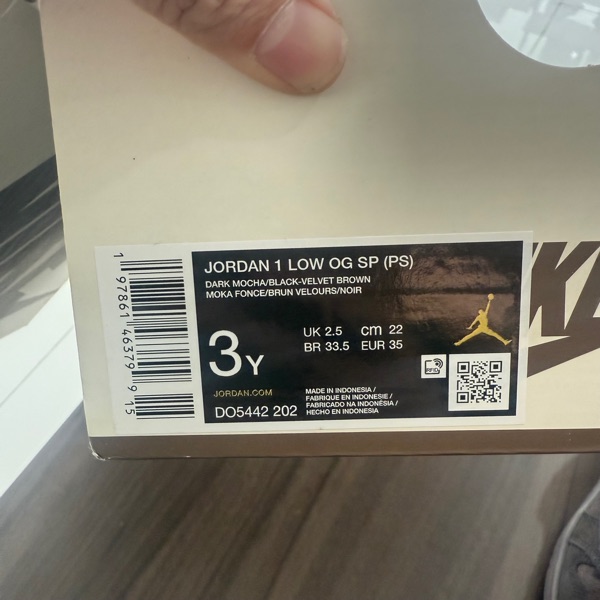 JORDAN 1 LOW OG SP (PS)
DARK MOCHA/BLACK-VELVET BROWN
MOKA FONCE/BRUN VELOURS/NOIR
3Y
UK 2.5 cm 22
BR 33.5 EUR 35
RFID
JORDAN.COM
DO5442 202
MADE IN INDONESIA /
FABRIQUE EN INDONESIE /
FABRICADO NA INDONÉSIA /
HECHO EN INDONESIA
1 97861 46379 9 15